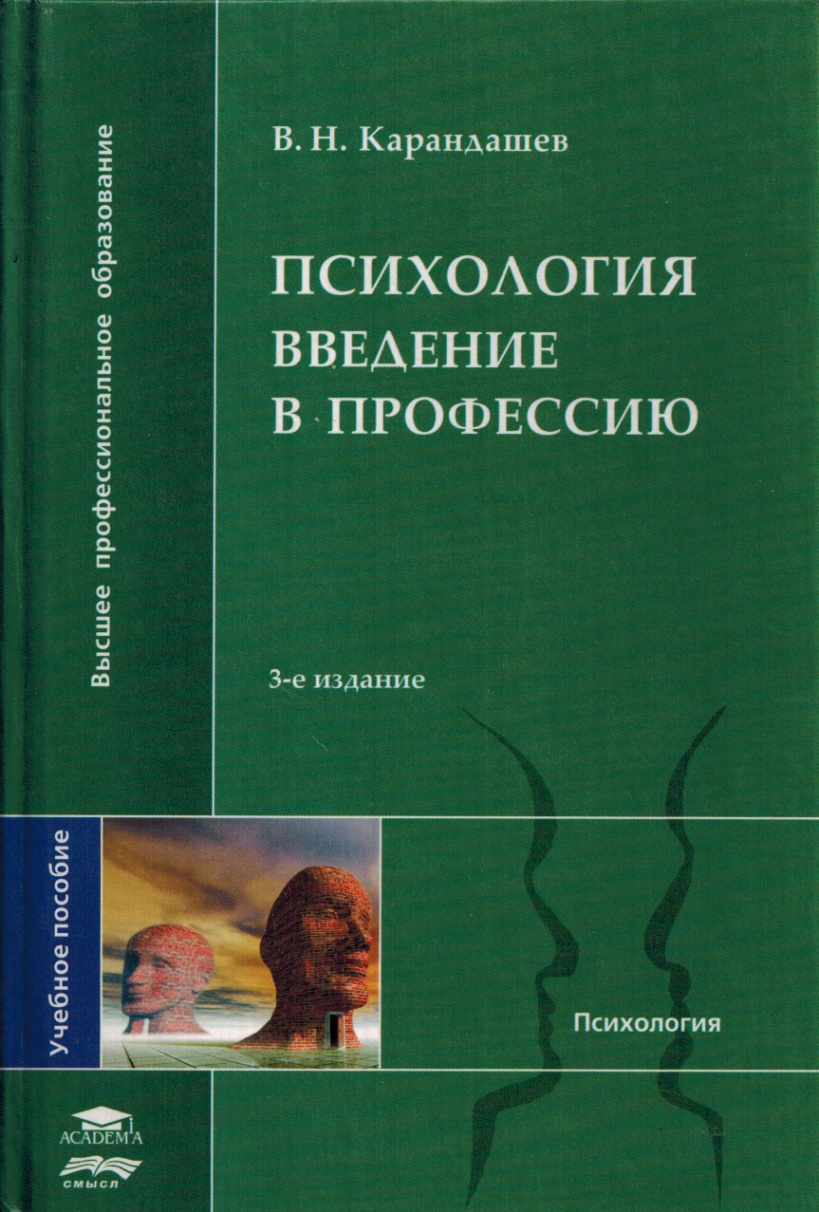 В. Н. Карандашев
ПСИХОЛОГИЯ
ВВЕДЕНИЕ
В ПРОФЕССИЮ
Высшее профессиональное образование
3-е издание
Учебное пособие
Психология
ACADEMA
СМЫСЛ